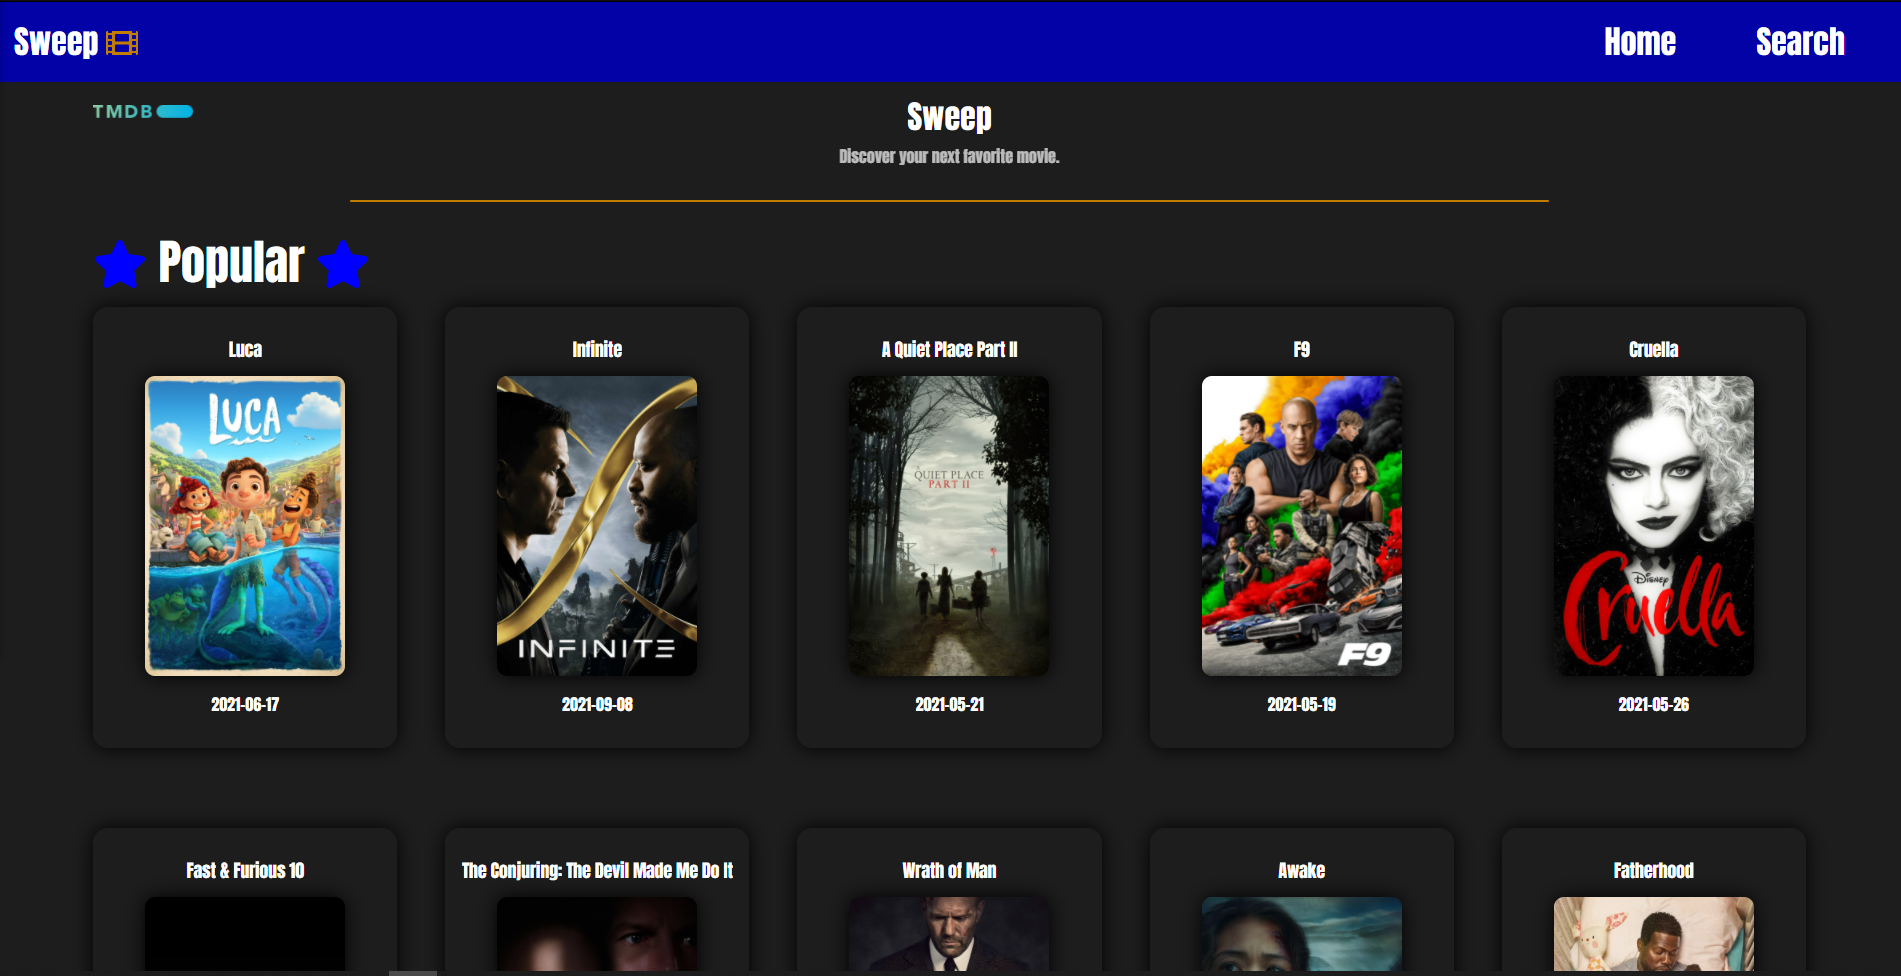 Sweep Home Search
TMDB
Sweep
Discover your next favorite movie.
Popular
Luca Infinite A Quiet Place Part II F9 Cruella
LUCA
INFINITE
A QUIET PLACE
PART II
F9
Disney
Cruella
2021-06-17 2021-09-08 2021-05-21 2021-05-19 2021-05-26
Fast & Furious 10 The Conjuring: The Devil Made Me Do It Wrath of Man Awake Fatherhood